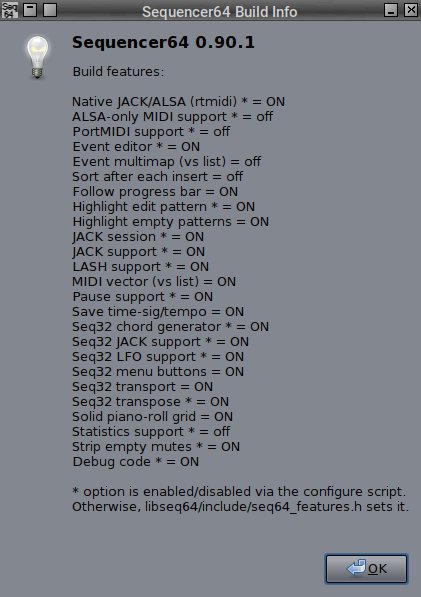 Seq
64
Sequencer64 Build Info
Sequencer64 0.90.1
Build features:
Native JACK/ALSA (rtmidi) * = ON
ALSA-only MIDI support * = off
PortMIDI support * = off
Event editor * = ON
Event multimap (vs list) = off
Sort after each insert = off
Follow progress bar = ON
Highlight edit pattern * = ON
Highlight empty patterns = ON
JACK session * = ON
JACK support * = ON
LASH support * = ON
MIDI vector (vs list) = ON
Pause support * = ON
Save time-sig/tempo = ON
Seq32 chord generator * = ON
Seq32 JACK support * = ON
Seq32 LFO support * = ON
Seq32 menu buttons = ON
Seq32 transport = ON
Seq32 transpose * = ON
Solid piano-roll grid = ON
Statistics support * = off
Strip empty mutes * = ON
Debug code * = ON
* option is enabled/disabled via the configure script.
Otherwise, libseq64/include/seq64_features.h sets it.
OK